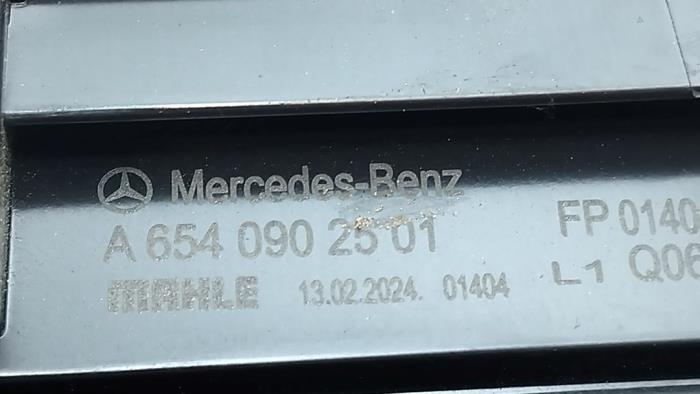 Mercedes-Benz
A 654 090 25 01
MAHLE 13.02.2024. 01404
FP 0140
L1 Q06